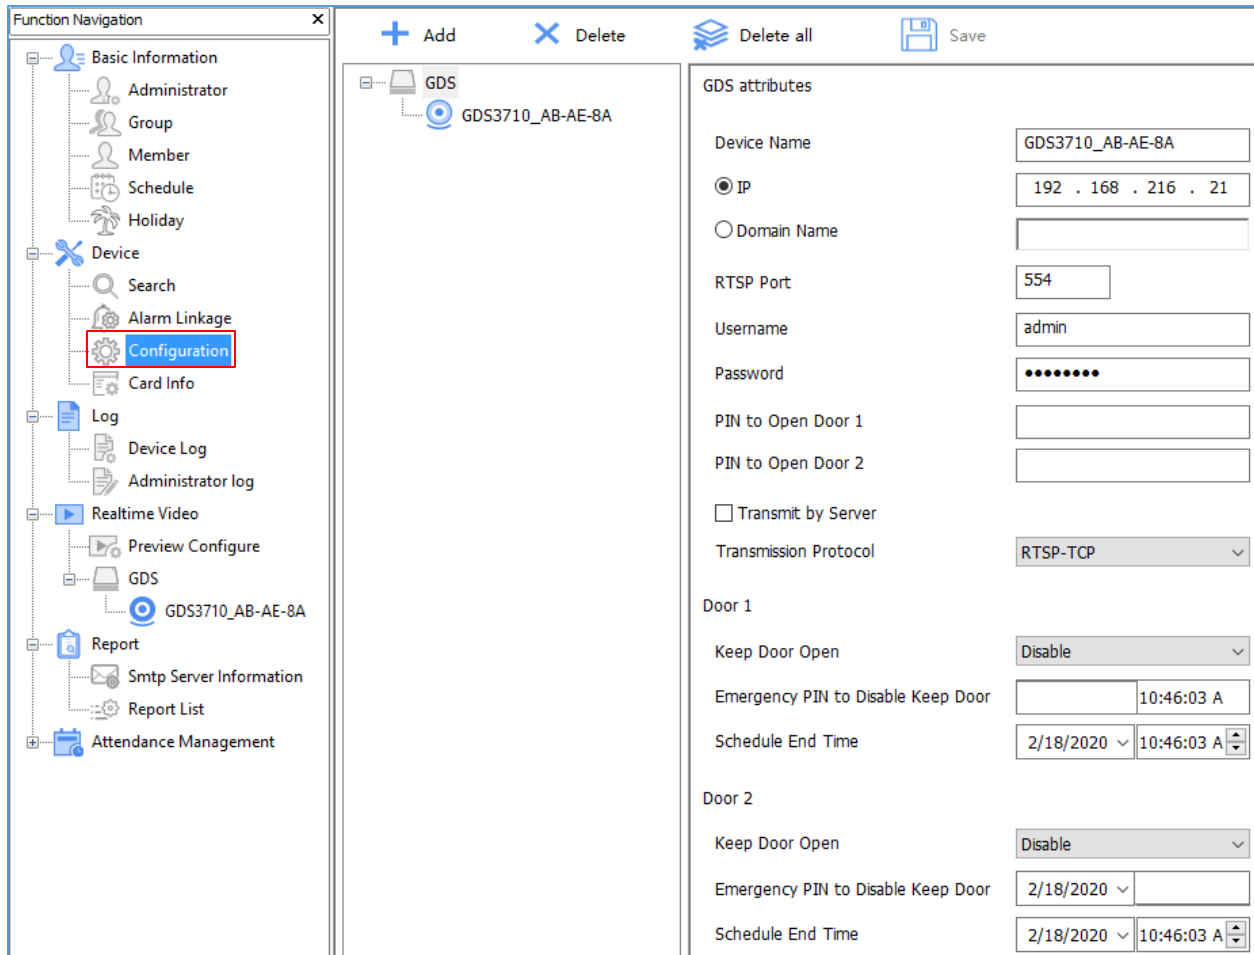 Function Navigation
Basic Information
Administrator
Group
Member
Schedule
Holiday
Device
Search
Alarm Linkage
Configuration
Card Info
Log
Device Log
Administrator log
Realtime Video
Preview Configure
GDS
GDS3710_AB-AE-8A
Report
Smtp Server Information
Report List
Attendance Management
Add Delete Delete all Save
GDS
GDS3710_AB-AE-8A
GDS attributes
Device Name GDS3710_AB-AE-8A
IP 192 . 168 . 216 . 21
Domain Name
RTSP Port 554
Username admin
Password ••••••••
PIN to Open Door 1
PIN to Open Door 2
Transmit by Server
Transmission Protocol RTSP-TCP
Door 1
Keep Door Open Disable
Emergency PIN to Disable Keep Door 10:46:03 A
Schedule End Time 2/18/2020 10:46:03 A
Door 2
Keep Door Open Disable
Emergency PIN to Disable Keep Door 2/18/2020
Schedule End Time 2/18/2020 10:46:03 A